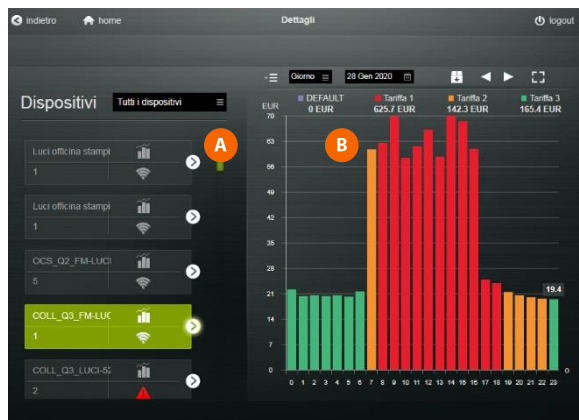 indietro home Dettagli logout
Giorno 28 Gen 2020
Dispositivi Tutti i dispositivi
EUR DEFAULT Tariffa 1 Tariffa 2 Tariffa 3
0 EUR 625.7 EUR 142.3 EUR 165.4 EUR
A B
Luci officina stampi
1
Luci officina stampi
1
OCS_Q2_FM-LUCI
5
COLL_Q3_FM-LUC
1
COLL_Q3_LUCI-52
2
70
63
56
49
42
35
28
21
14
7
0
19.4
0
0 1 2 3 4 5 6 7 8 9 10 11 12 13 14 15 16 17 18 19 20 21 22 23